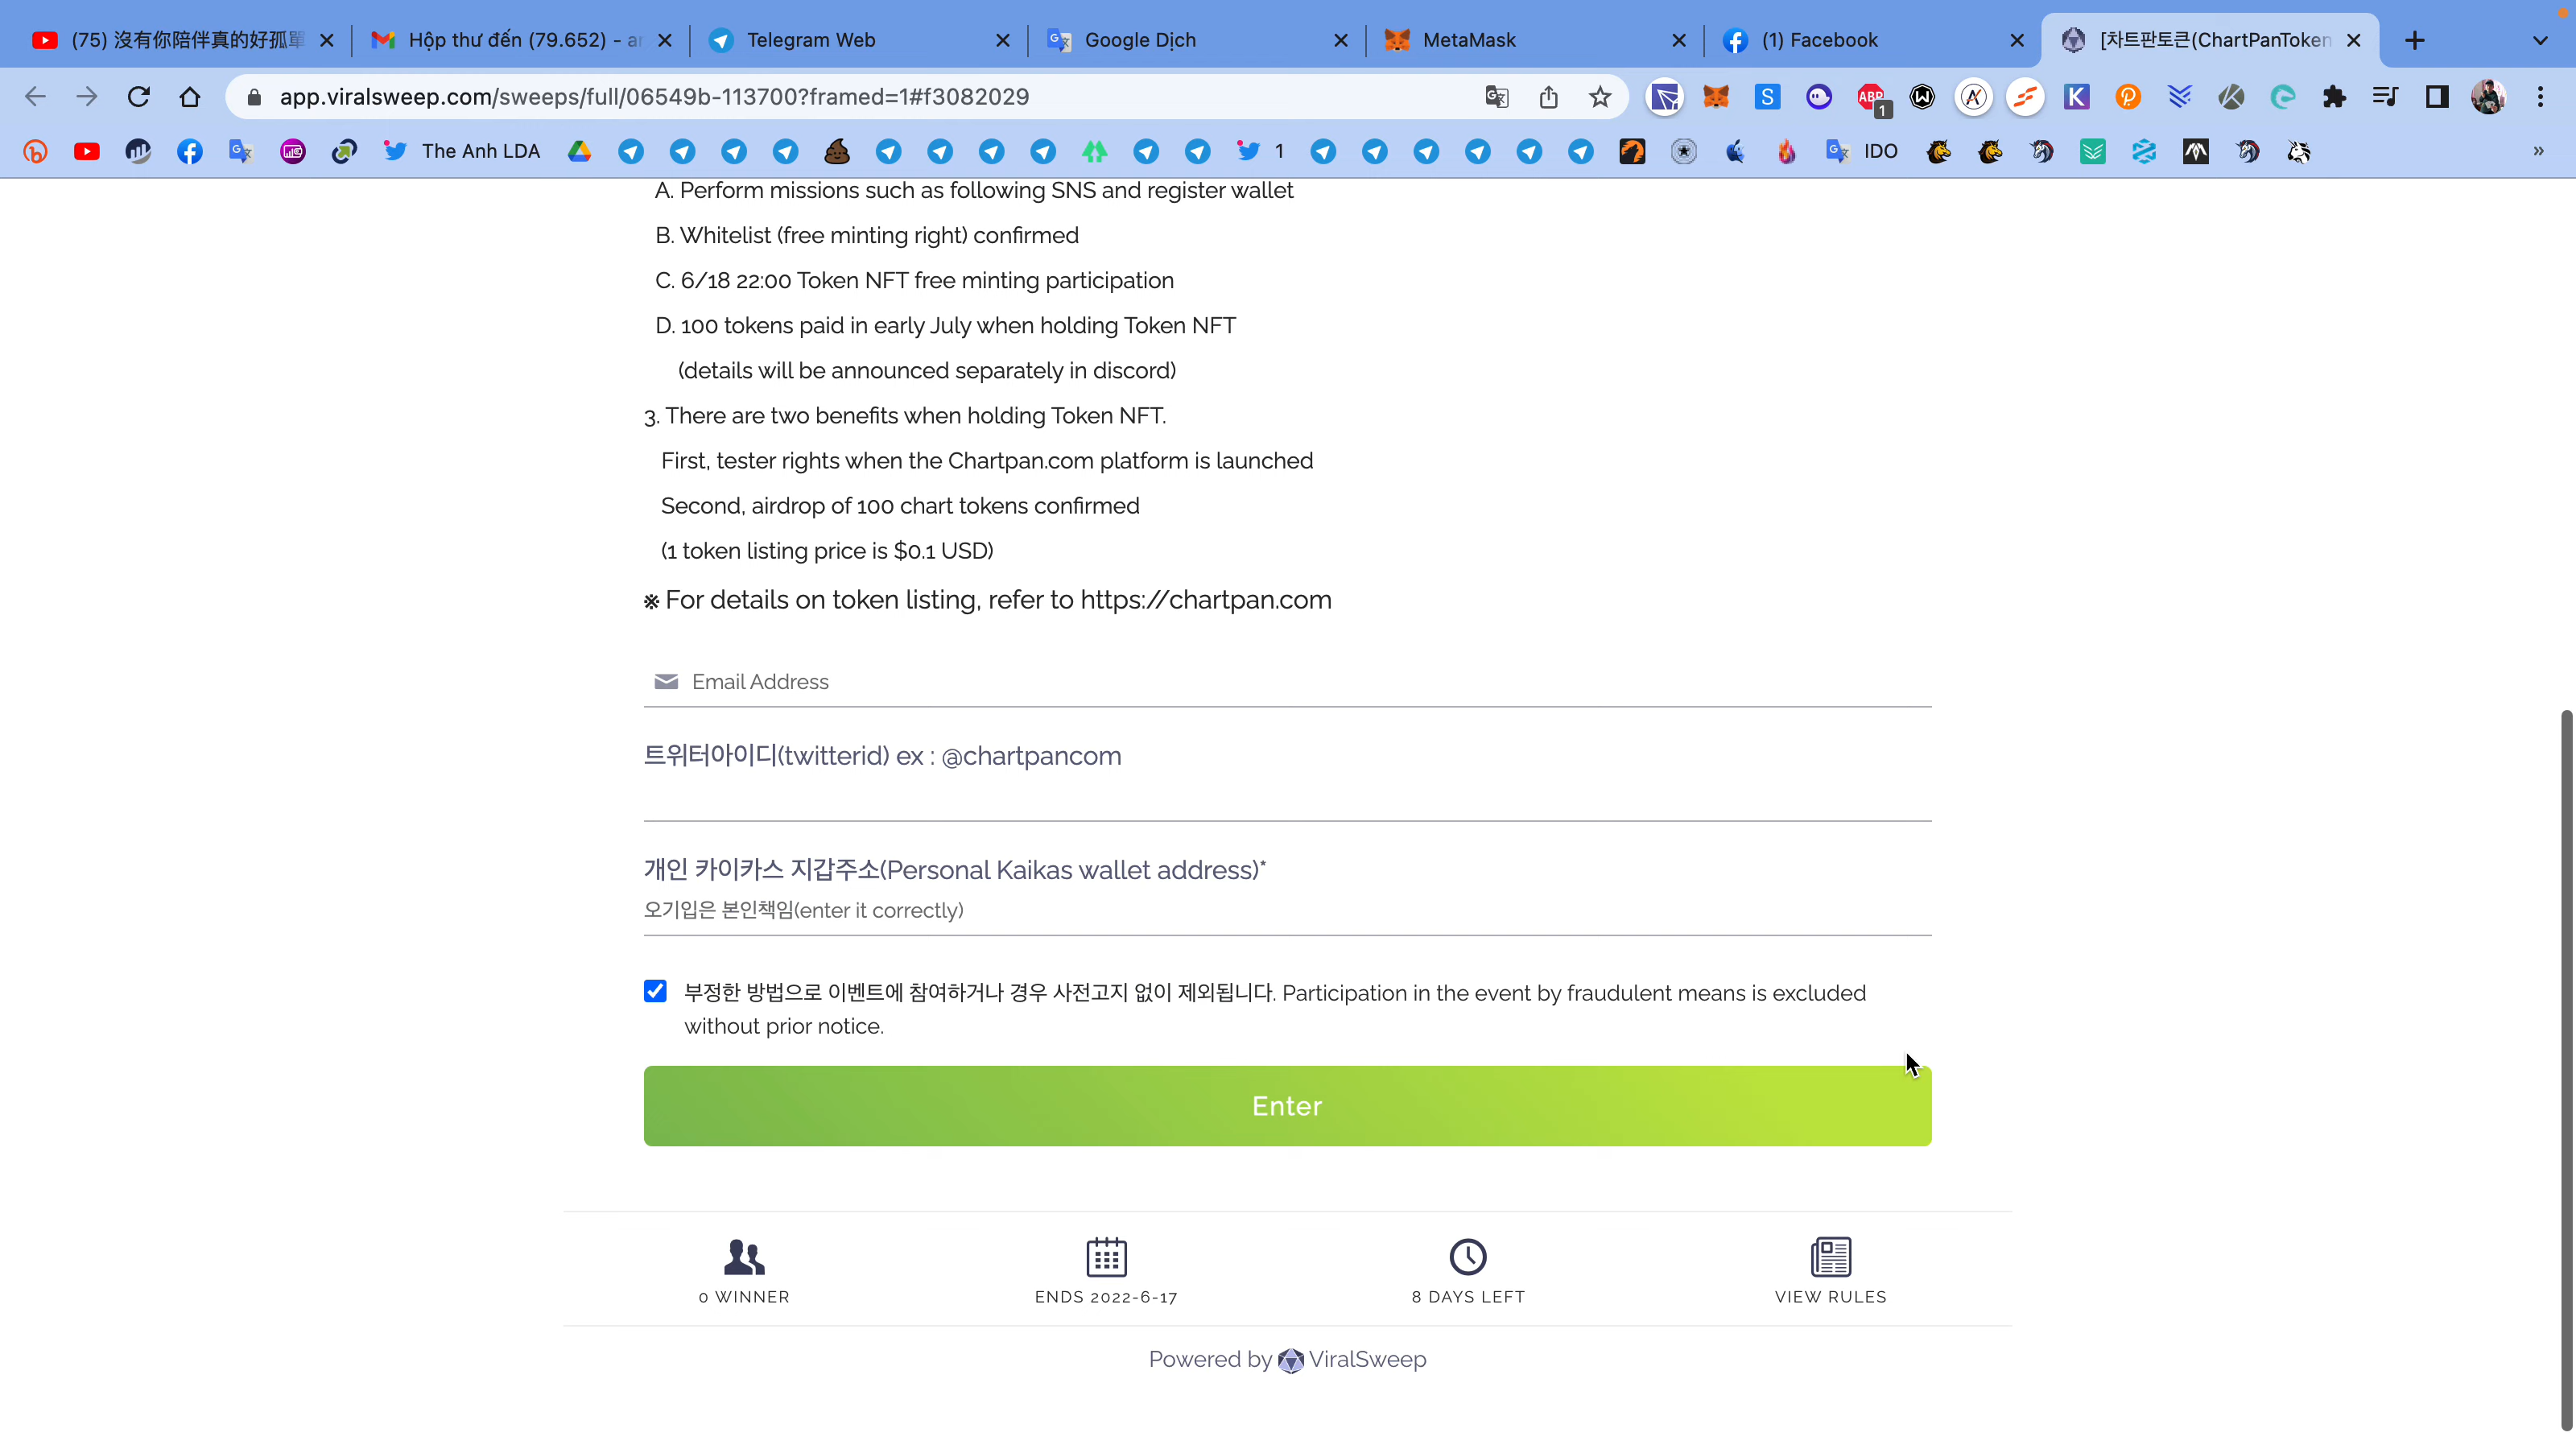 (75) 沒有你陪伴真的好孤單
Hộp thư đến (79.652) - an
Telegram Web
Google Dịch
MetaMask
(1) Facebook
[차트판토큰(ChartPanToken
app.viralsweep.com/sweeps/full/06549b-113700?framed=1#f3082029
ABP
1
The Anh LDA
1
IDO
A. Perform missions such as following SNS and register wallet
B. Whitelist (free minting right) confirmed
C. 6/18 22:00 Token NFT free minting participation
D. 100 tokens paid in early July when holding Token NFT
(details will be announced separately in discord)
3. There are two benefits when holding Token NFT.
First, tester rights when the Chartpan.com platform is launched
Second, airdrop of 100 chart tokens confirmed
(1 token listing price is $0.1 USD)
※ For details on token listing, refer to https://chartpan.com
Email Address
트위터아이디(twitterid) ex : @chartpancom
개인 카이카스 지갑주소(Personal Kaikas wallet address)*
오기입은 본인책임(enter it correctly)
부정한 방법으로 이벤트에 참여하거나 경우 사전고지 없이 제외됩니다. Participation in the event by fraudulent means is excluded
without prior notice.
Enter
0 WINNER
ENDS 2022-6-17
8 DAYS LEFT
VIEW RULES
Powered by ViralSweep